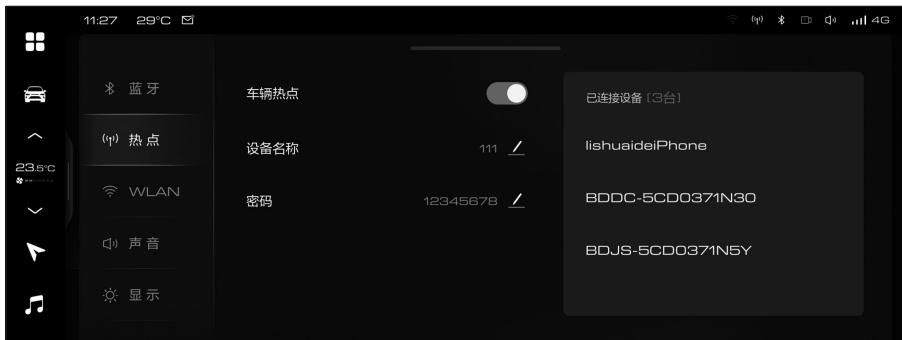 11:27 29°C
4G
23.5°C
蓝牙
热点
WLAN
声音
显示
车辆热点
设备名称 111
密码 12345678
已连接设备 [3台]
lishuaideiPhone
BDDC-5CD0371N30
BDJS-5CD0371N5Y